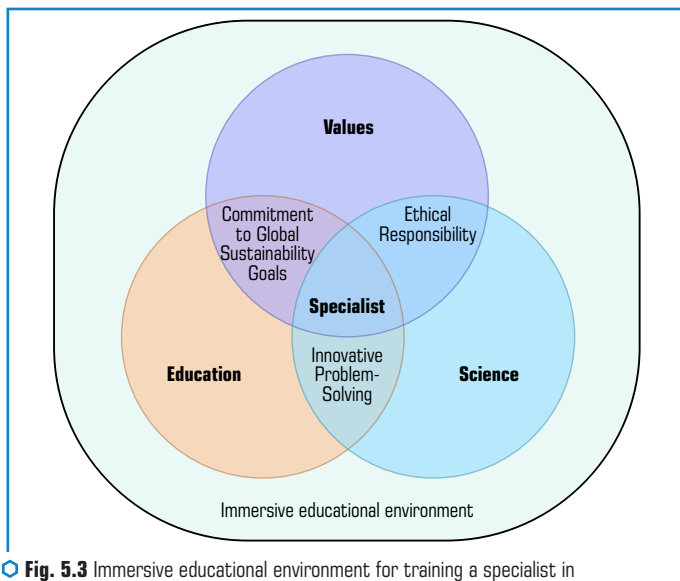 Values
Commitment
to Global
Sustainability
Goals
Ethical
Responsibility
Specialist
Education
Innovative
Problem-
Solving
Science
Immersive educational environment
Fig. 5.3 Immersive educational environment for training a specialist in